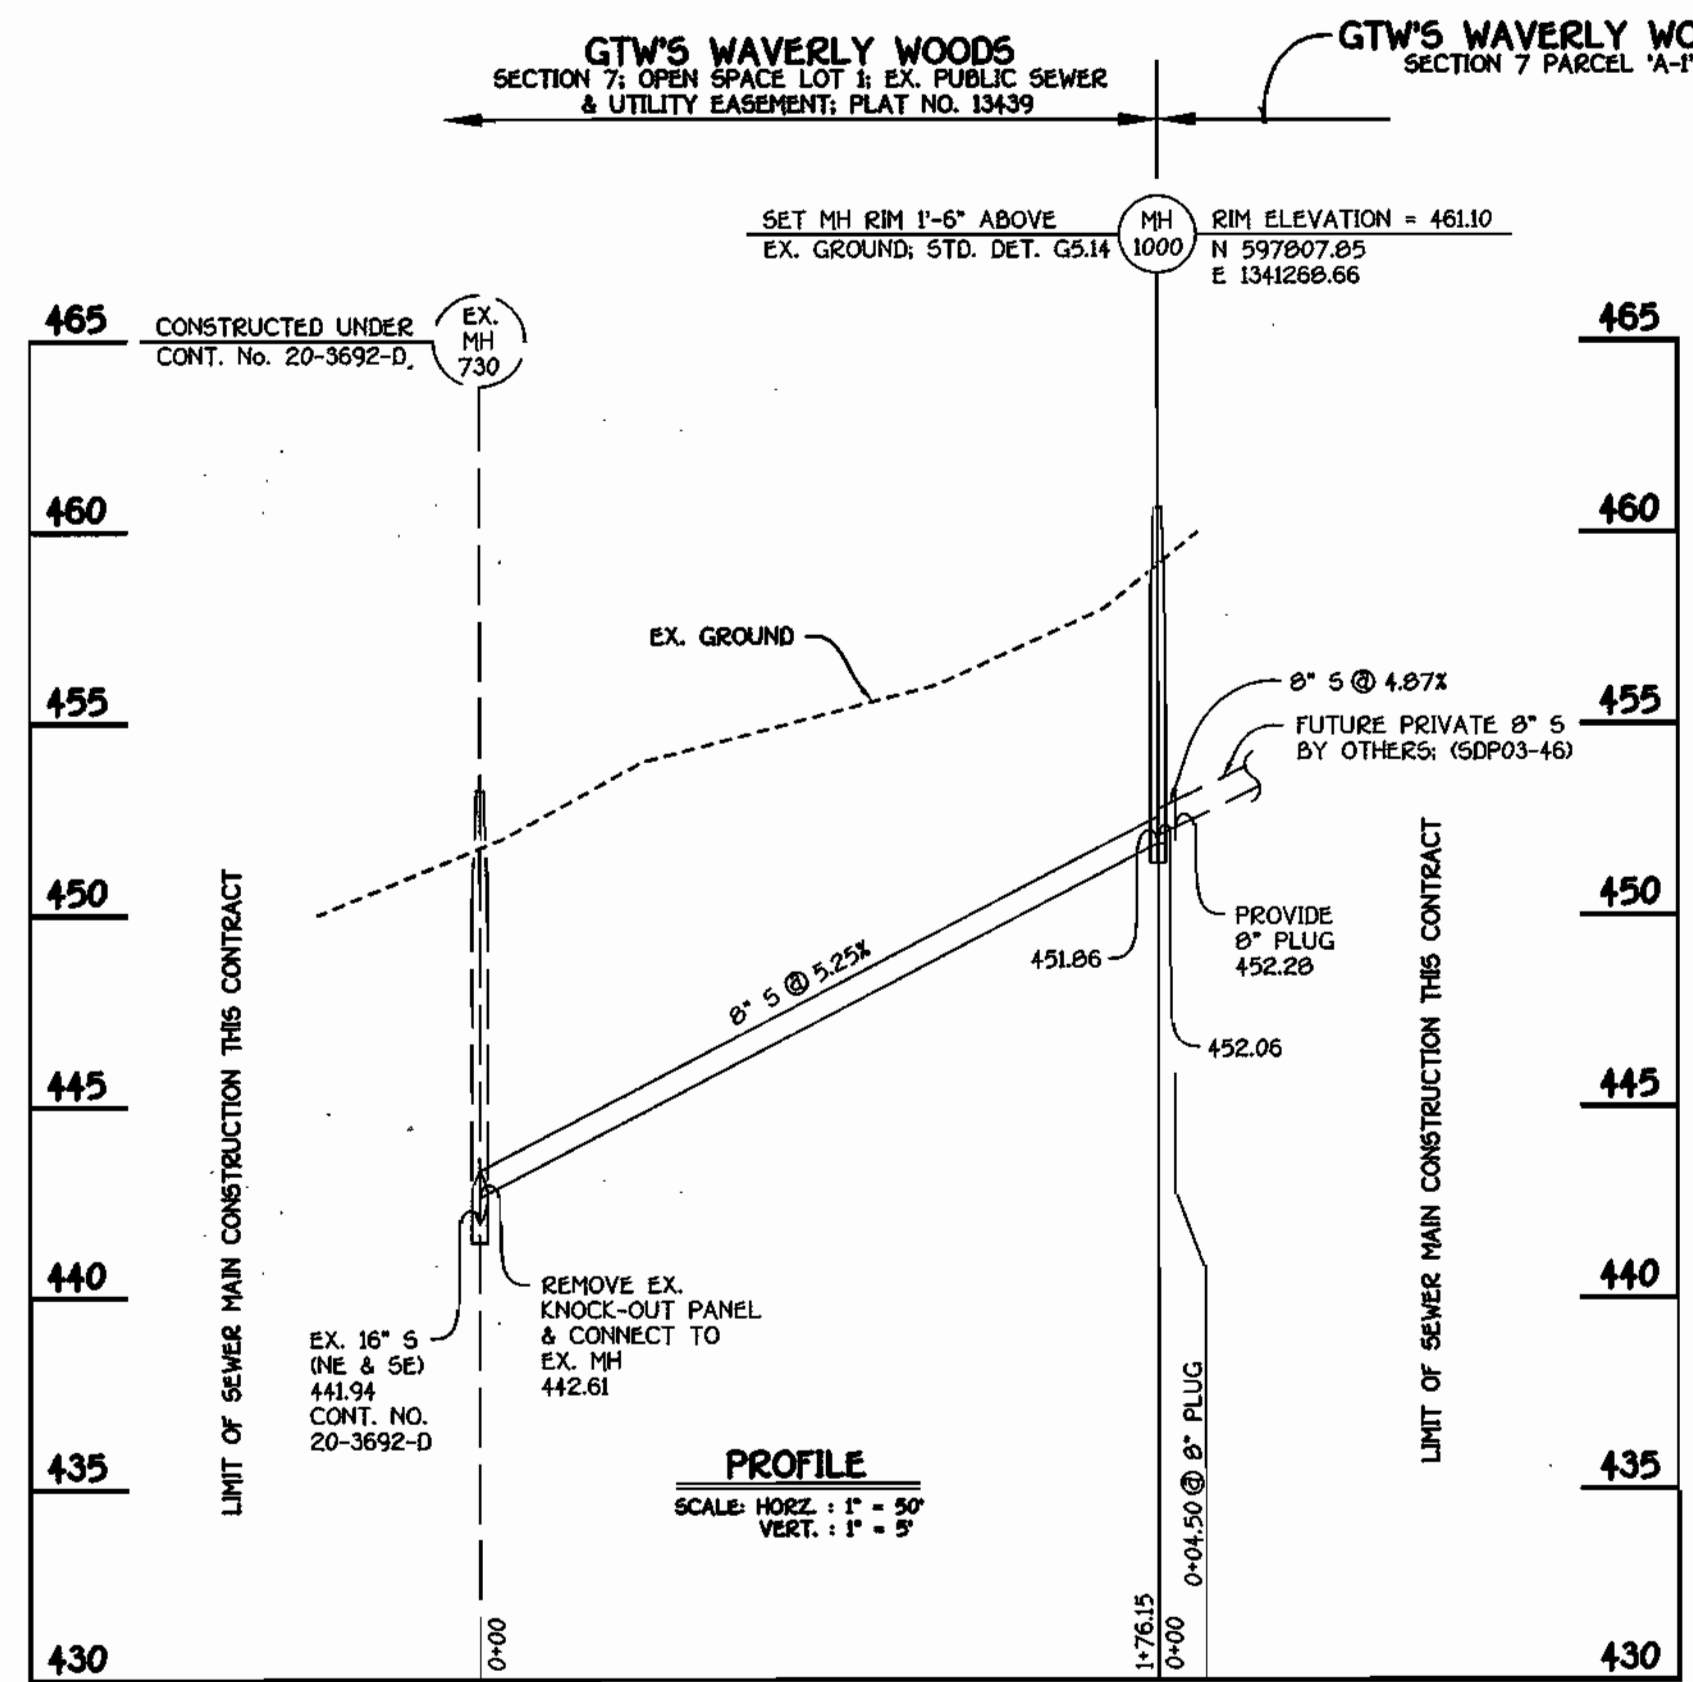 GTW'S WAVERLY WOODS
SECTION 7; OPEN SPACE LOT 1; EX. PUBLIC SEWER
& UTILITY EASEMENT; PLAT NO. 13439
GTW'S WAVERLY WO
SECTION 7 PARCEL 'A-1'
SET MH RIM 1'-6" ABOVE
EX. GROUND; STD. DET. G5.14
MH
1000
RIM ELEVATION = 461.10
N 597807.85
E 1341268.66
CONSTRUCTED UNDER
CONT. No. 20-3692-D.
EX.
MH
730
465
460
455
450
445
440
435
430
465
460
455
450
445
440
435
430
EX. GROUND
8" S @ 4.87%
FUTURE PRIVATE 8" S
BY OTHERS; (SDP03-46)
PROVIDE
8" PLUG
452.28
451.86
452.06
8" S @ 5.25%
LIMIT OF SEWER MAIN CONSTRUCTION THIS CONTRACT
LIMIT OF SEWER MAIN CONSTRUCTION THIS CONTRACT
REMOVE EX.
KNOCK-OUT PANEL
& CONNECT TO
EX. MH
442.61
EX. 16" S
(NE & SE)
441.94
CONT. NO.
20-3692-D
PROFILE
SCALE: HORZ. : 1" = 50'
VERT. : 1" = 5'
0+00
1+76.15
0+00
0+04.50 @ 8" PLUG